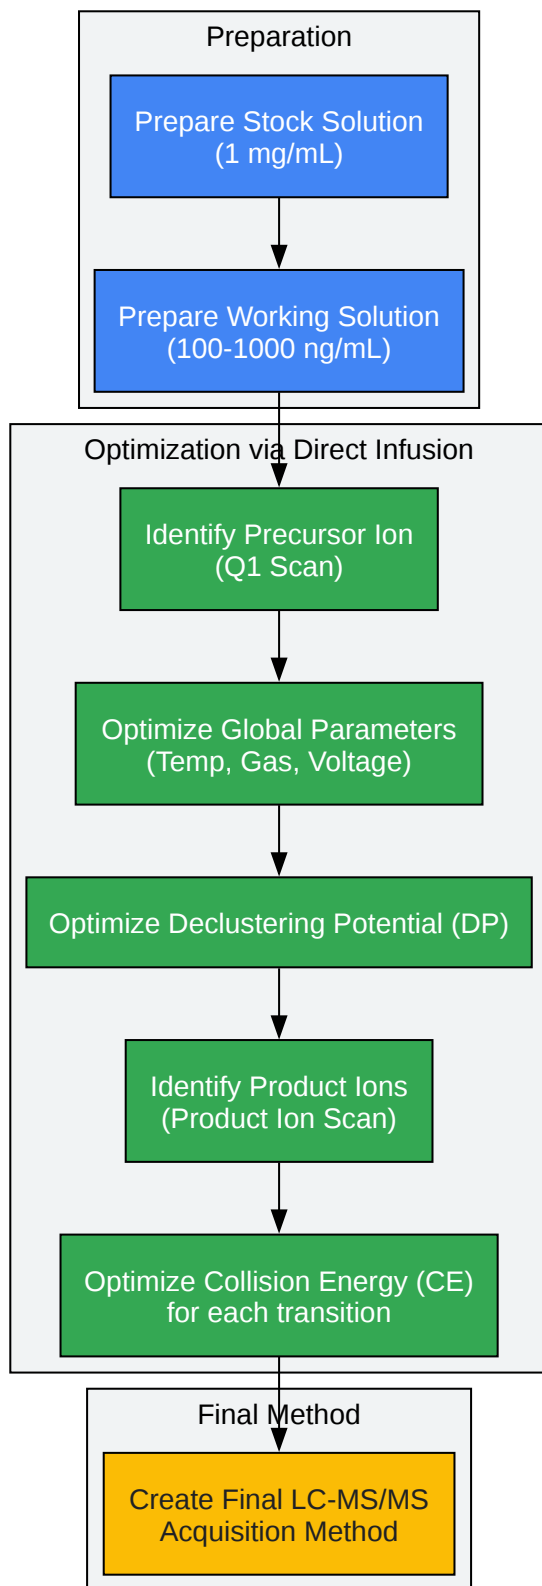 Preparation
Prepare Stock Solution
(1 mg/mL)
Prepare Working Solution
(100-1000 ng/mL)
Optimization via Direct Infusion
Identify Precursor Ion
(Q1 Scan)
Optimize Global Parameters
(Temp, Gas, Voltage)
Optimize Declustering Potential (DP)
Identify Product Ions
(Product Ion Scan)
Optimize Collision Energy (CE)
for each transition
Final Method
Create Final LC-MS/MS
Acquisition Method